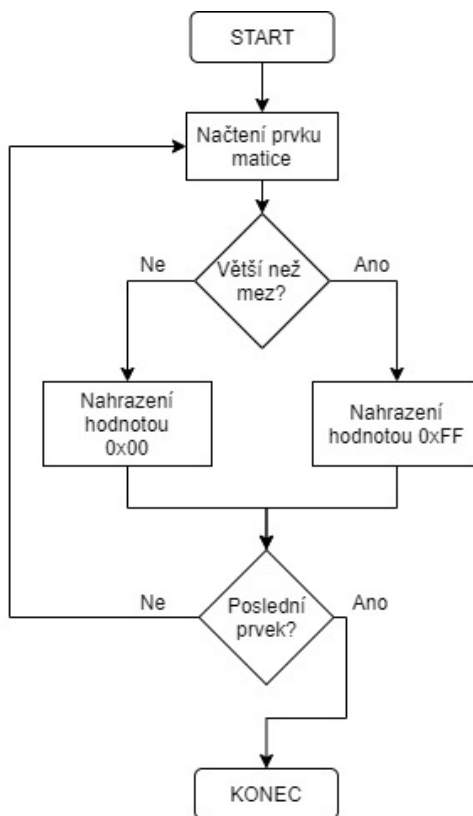 START
Načtení prvku
matice
Ne
Větší než
mez?
Ano
Nahrazení
hodnotou
0x00
Nahrazení
hodnotou 0xFF
Ne
Poslední
prvek?
Ano
KONEC